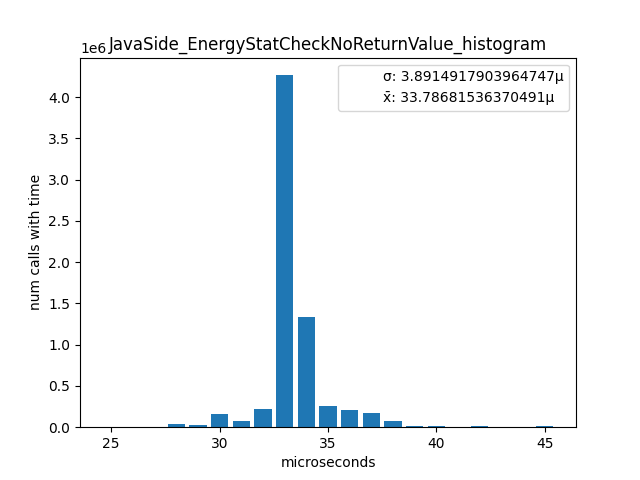 JavaSide_EnergyStatCheckNoReturnValue_histogram
1e6
σ: 3.8914917903964747μ
x̄: 33.78681536370491μ
4.0
3.5
3.0
2.5
2.0
1.5
1.0
0.5
0.0
num calls with time
25 30 35 40 45
microseconds